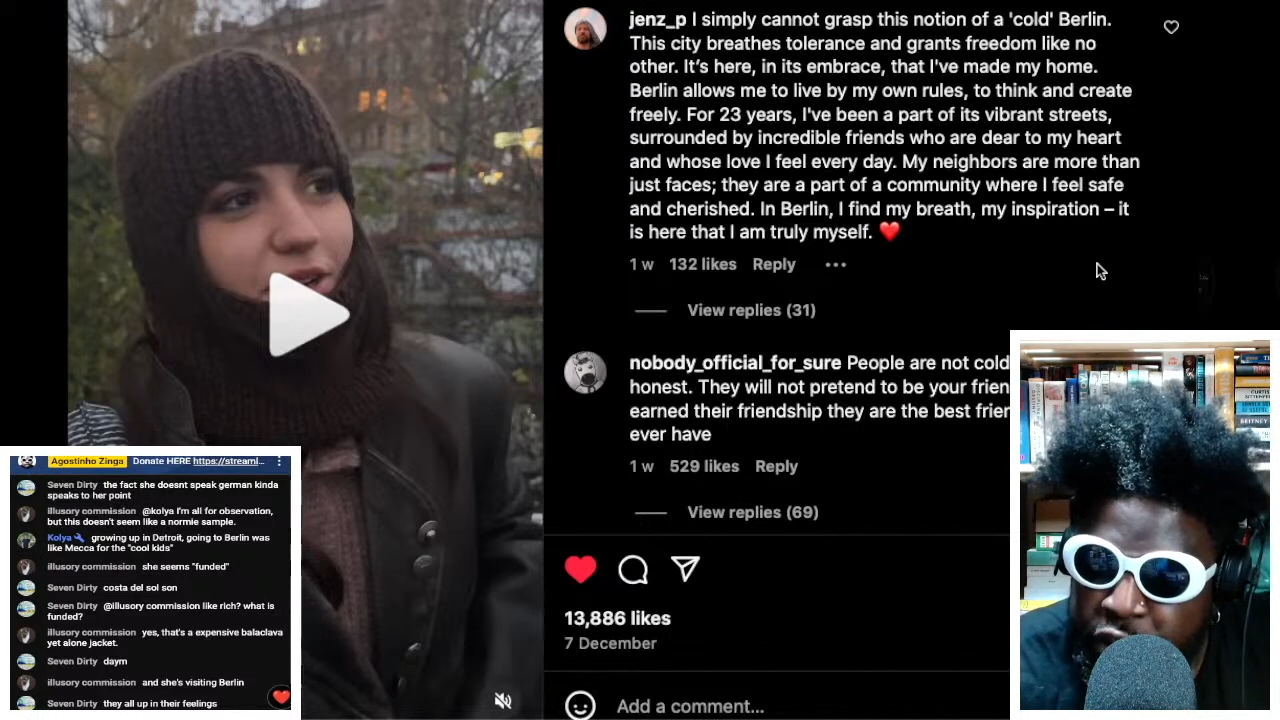 jenz_p I simply cannot grasp this notion of a 'cold' Berlin.
This city breathes tolerance and grants freedom like no
other. It's here, in its embrace, that I've made my home.
Berlin allows me to live by my own rules, to think and create
freely. For 23 years, I've been a part of its vibrant streets,
surrounded by incredible friends who are dear to my heart
and whose love I feel every day. My neighbors are more than
just faces; they are a part of a community where I feel safe
and cherished. In Berlin, I find my breath, my inspiration – it
is here that I am truly myself. ❤️
1 w 132 likes Reply ...
View replies (31)
nobody_official_for_sure People are not cold
honest. They will not pretend to be your frien
earned their friendship they are the best frier
ever have
1 w 529 likes Reply
View replies (69)
13,886 likes
7 December
Add a comment...
Agostinho Zinga Donate HERE https://streaml...
Seven Dirty the fact she doesnt speak german kinda
speaks to her point
illusory commission @kolya I'm all for observation,
but this doesn't seem like a normie sample.
Kolya growing up in Detroit, going to Berlin was
like Mecca for the "cool kids"
illusory commission she seems "funded"
Seven Dirty costa del sol son
Seven Dirty @illusory commission like rich? what is
funded?
illusory commission yes, that's a expensive balaclava
yet alone jacket.
Seven Dirty daym
illusory commission and she's visiting Berlin
Seven Dirty they all up in their feelings